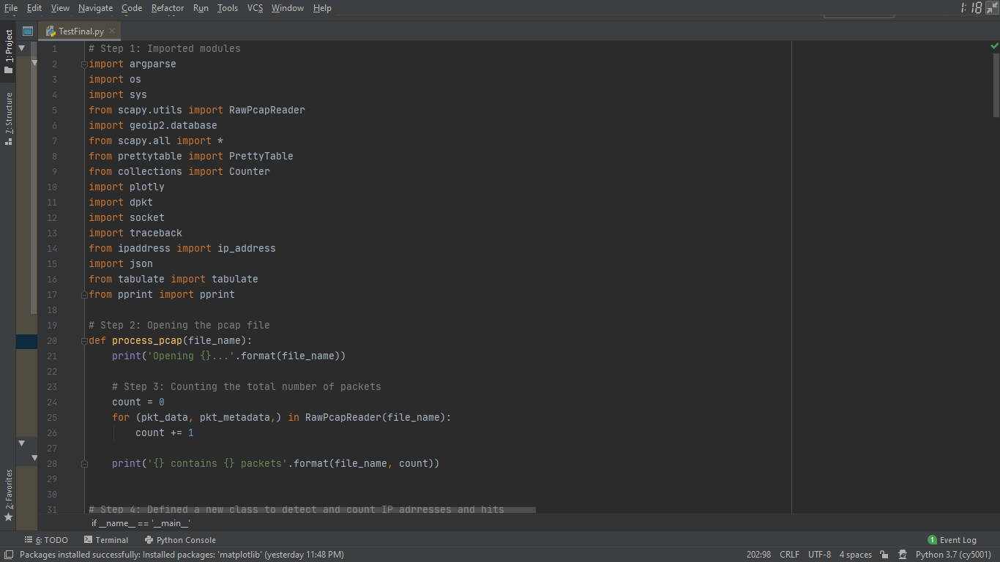 File Edit View Navigate Code Refactor Run Tools VCS Window Help
1:18
TestFinal.py
1: Project
7: Structure
2: Favorites
1 # Step 1: Imported modules
2 import argparse
3 import os
4 import sys
5 from scapy.utils import RawPcapReader
6 import geoip2.database
7 from scapy.all import *
8 from prettytable import PrettyTable
9 from collections import Counter
10 import plotly
11 import dpkt
12 import socket
13 import traceback
14 from ipaddress import ip_address
15 import json
16 from tabulate import tabulate
17 from pprint import pprint
18
19 # Step 2: Opening the pcap file
20 def process_pcap(file_name):
21     print('Opening {}...'.format(file_name))
22
23     # Step 3: Counting the total number of packets
24     count = 0
25     for (pkt_data, pkt_metadata,) in RawPcapReader(file_name):
26         count += 1
27
28     print('{} contains {} packets'.format(file_name, count))
29
30
31 # Step 4: Defined a new class to detect and count IP adrresses and hits
if __name__ == '__main__'
6: TODO Terminal Python Console 1 Event Log
Packages installed successfully: Installed packages: 'matplotlib' (yesterday 11:48 PM) 202:98 CRLF UTF-8 4 spaces Python 3.7 (cy5001)